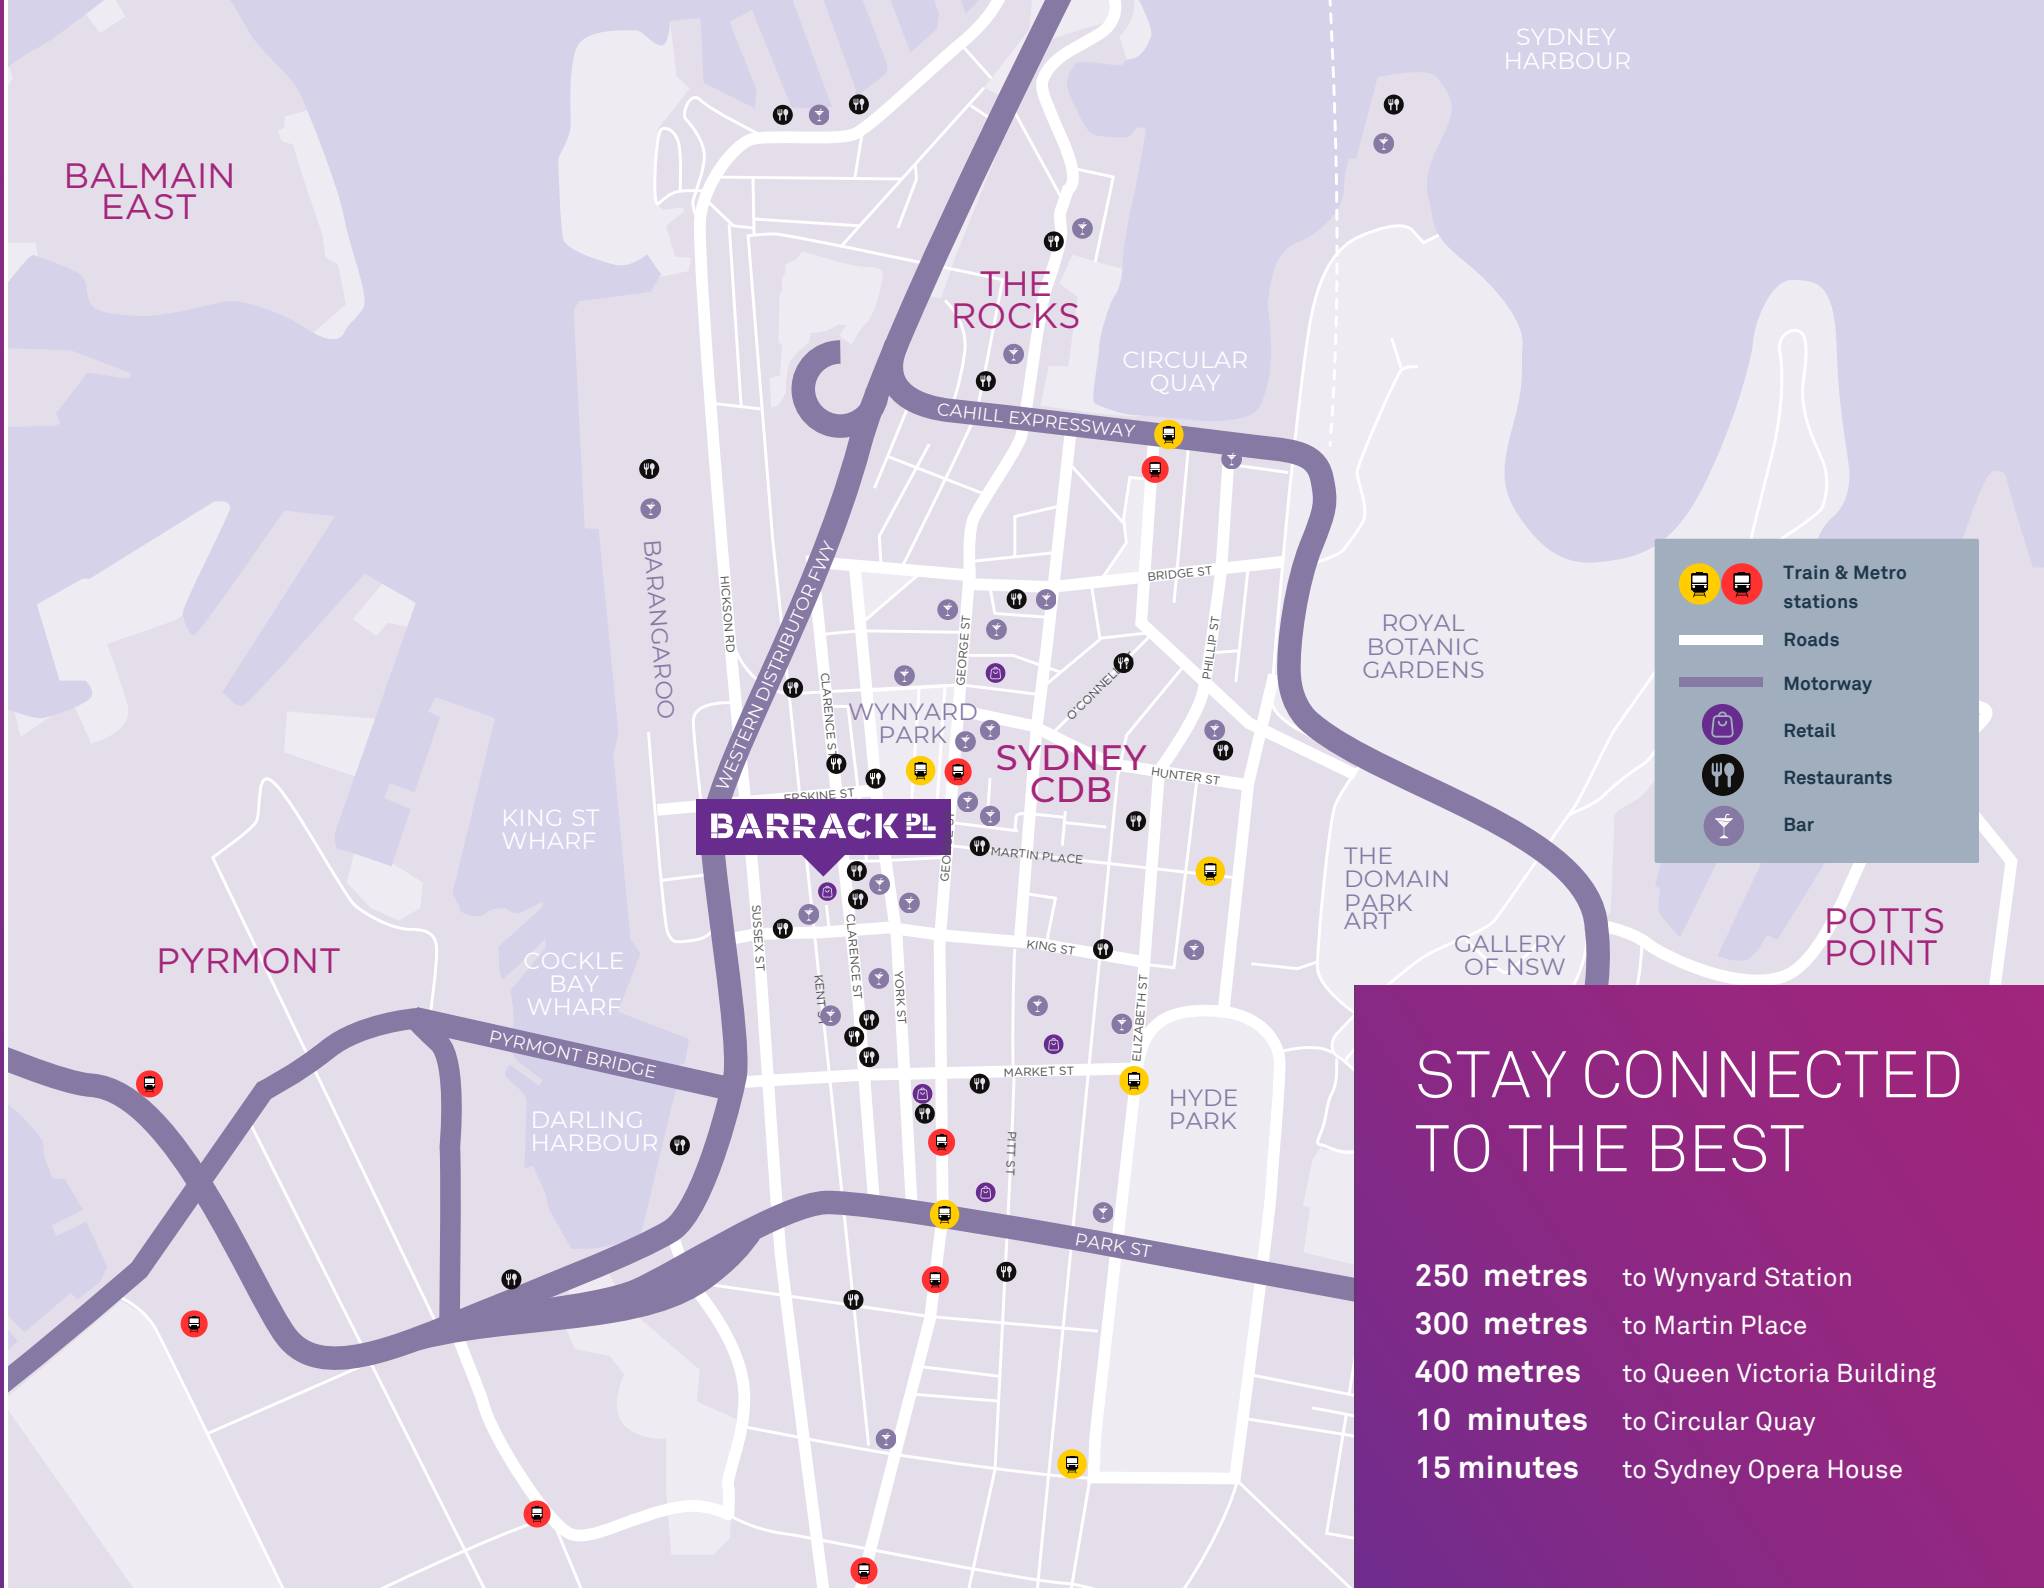 SYDNEY
HARBOUR
BALMAIN
EAST
THE
ROCKS
CIRCULAR
QUAY
CAHILL EXPRESSWAY
BARANGAROO
HICKSON RD
WESTERN DISTRIBUTOR FWY
BRIDGE ST
GEORGE ST
PHILLIP ST
O'CONNELL
CLARENCE ST
WYNYARD
PARK
SYDNEY
CDB
HUNTER ST
ROYAL
BOTANIC
GARDENS
Train & Metro
stations
Roads
Motorway
Retail
Restaurants
Bar
KING ST
WHARF
ERSKINE ST
BARRACK PL
MARTIN PLACE
THE
DOMAIN
PARK
ART
GALLERY
OF NSW
POTTS
POINT
PYRMONT
COCKLE
BAY
WHARF
SUSSEX ST
KENT ST
CLARENCE ST
YORK ST
KING ST
ELIZABETH ST
PYRMONT BRIDGE
MARKET ST
DARLING
HARBOUR
HYDE
PARK
PITT ST
PARK ST
STAY CONNECTED
TO THE BEST
250 metres to Wynyard Station
300 metres to Martin Place
400 metres to Queen Victoria Building
10 minutes to Circular Quay
15 minutes to Sydney Opera House